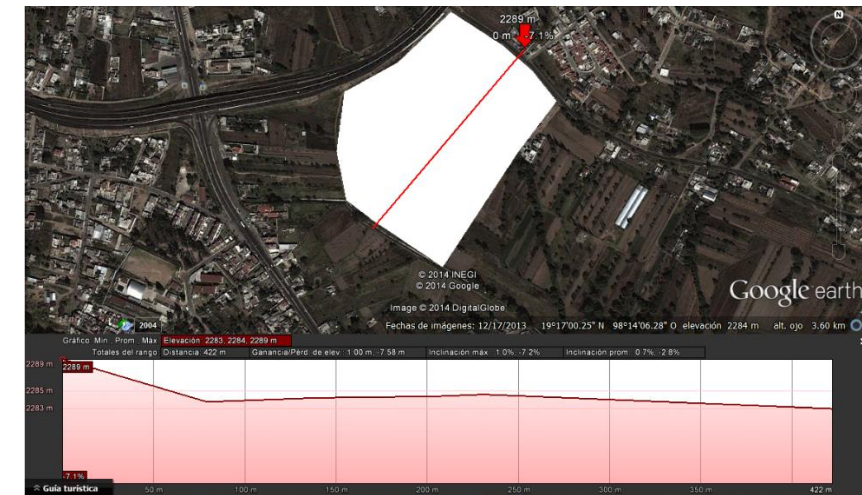 2289 m
0 m -7.1%
N
© 2014 INEGI
© 2014 Google
Image © 2014 DigitalGlobe
Google earth
2004
Fechas de imágenes: 12/17/2013 19°17'00.25" N 98°14'06.28" O elevación 2284 m alt. ojo 3.60 km
Gráfico Mín Prom. Máx Elevación 2283, 2284, 2289 m
Totales del rango Distancia: 422 m Ganancia/Pérd. de elev.: 1.00 m, -7.58 m Inclinación máx.: 1.0%, -7.2% Inclinación prom.: 0.7%, -2.8%
2289 m
2289 m
2285 m
2283 m
-7.1%
Guía turística
50 m 100 m 150 m 200 m 250 m 300 m 350 m 422 m